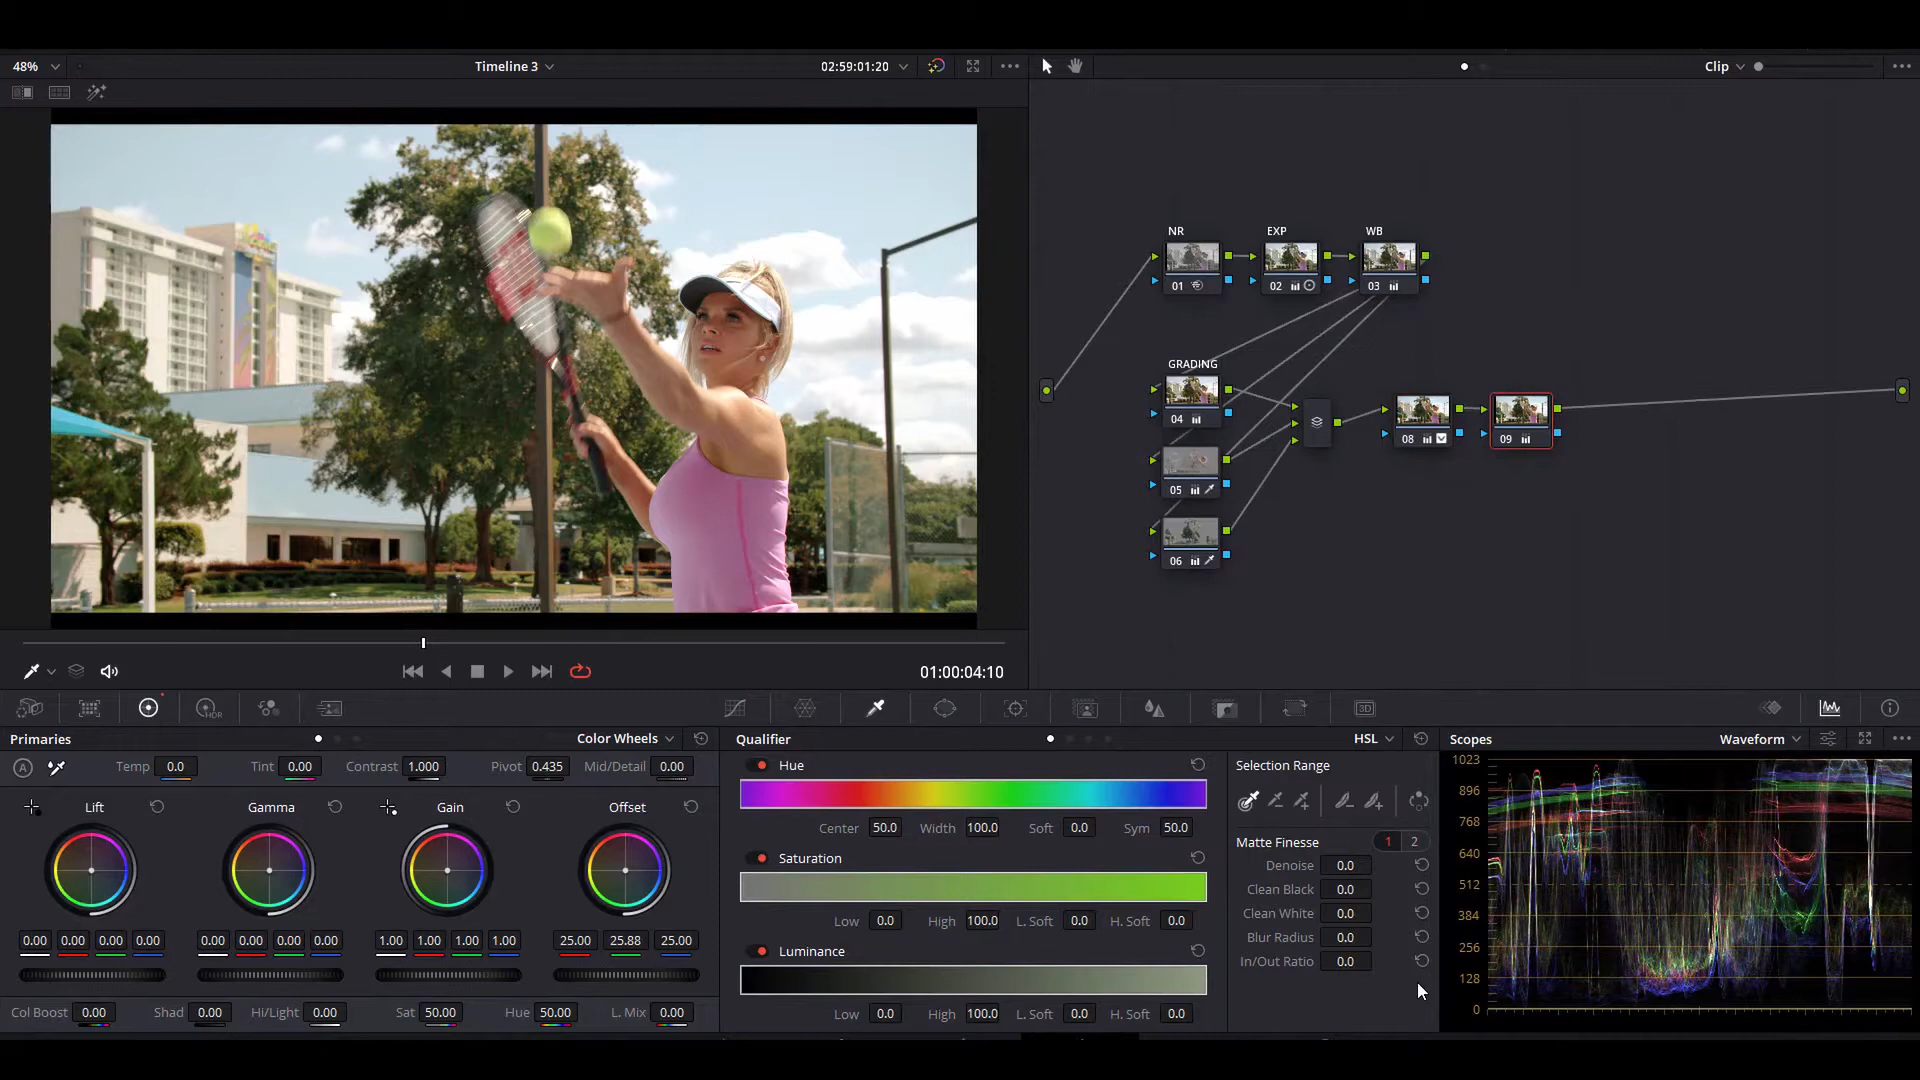 48%
Timeline 3
02:59:01:20
Clip
NR
EXP
WB
01
02
03
GRADING
04
05
06
08
09
01:00:04:10
HDR
3D
Primaries
Color Wheels
Qualifier
HSL
Scopes
Waveform
A
Temp 0.0
Tint 0.00
Contrast 1.000
Pivot 0.435
Mid/Detail 0.00
Lift
Gamma
Gain
Offset
0.00 0.00 0.00 0.00
0.00 0.00 0.00 0.00
1.00 1.00 1.00 1.00
25.00 25.88 25.00
Col Boost 0.00
Shad 0.00
Hi/Light 0.00
Sat 50.00
Hue 50.00
L. Mix 0.00
Hue
Center 50.0 Width 100.0 Soft 0.0 Sym 50.0
Saturation
Low 0.0 High 100.0 L. Soft 0.0 H. Soft 0.0
Luminance
Low 0.0 High 100.0 L. Soft 0.0 H. Soft 0.0
Selection Range
Matte Finesse 1 2
Denoise 0.0
Clean Black 0.0
Clean White 0.0
Blur Radius 0.0
In/Out Ratio 0.0
1023
896
768
640
512
384
256
128
0